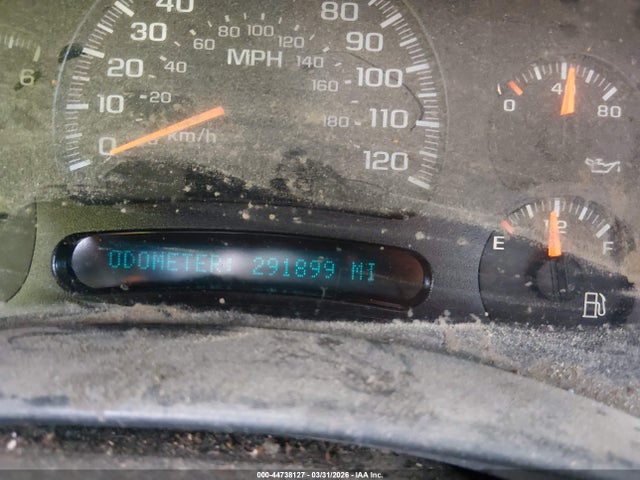 40 80
30 60 80 100 120 90
20 40 MPH 140 100
10 20 160 110
0 km/h 180 120
6
0 4 80
E 2 F
ODOMETER: 291899 MI
000-44738127 - 03/31/2026 - IAA Inc.